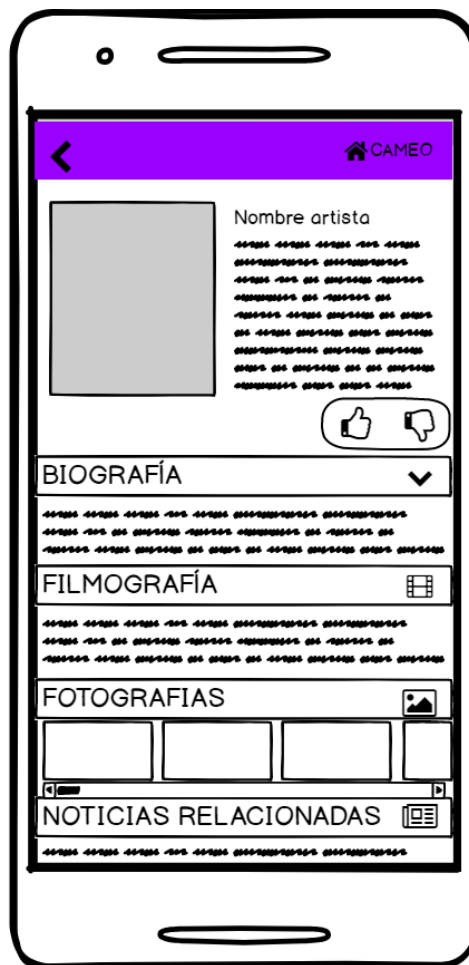 CAMEO
Nombre artista
BIOGRAFÍA
FILMOGRAFÍA
FOTOGRAFIAS
NOTICIAS RELACIONADAS